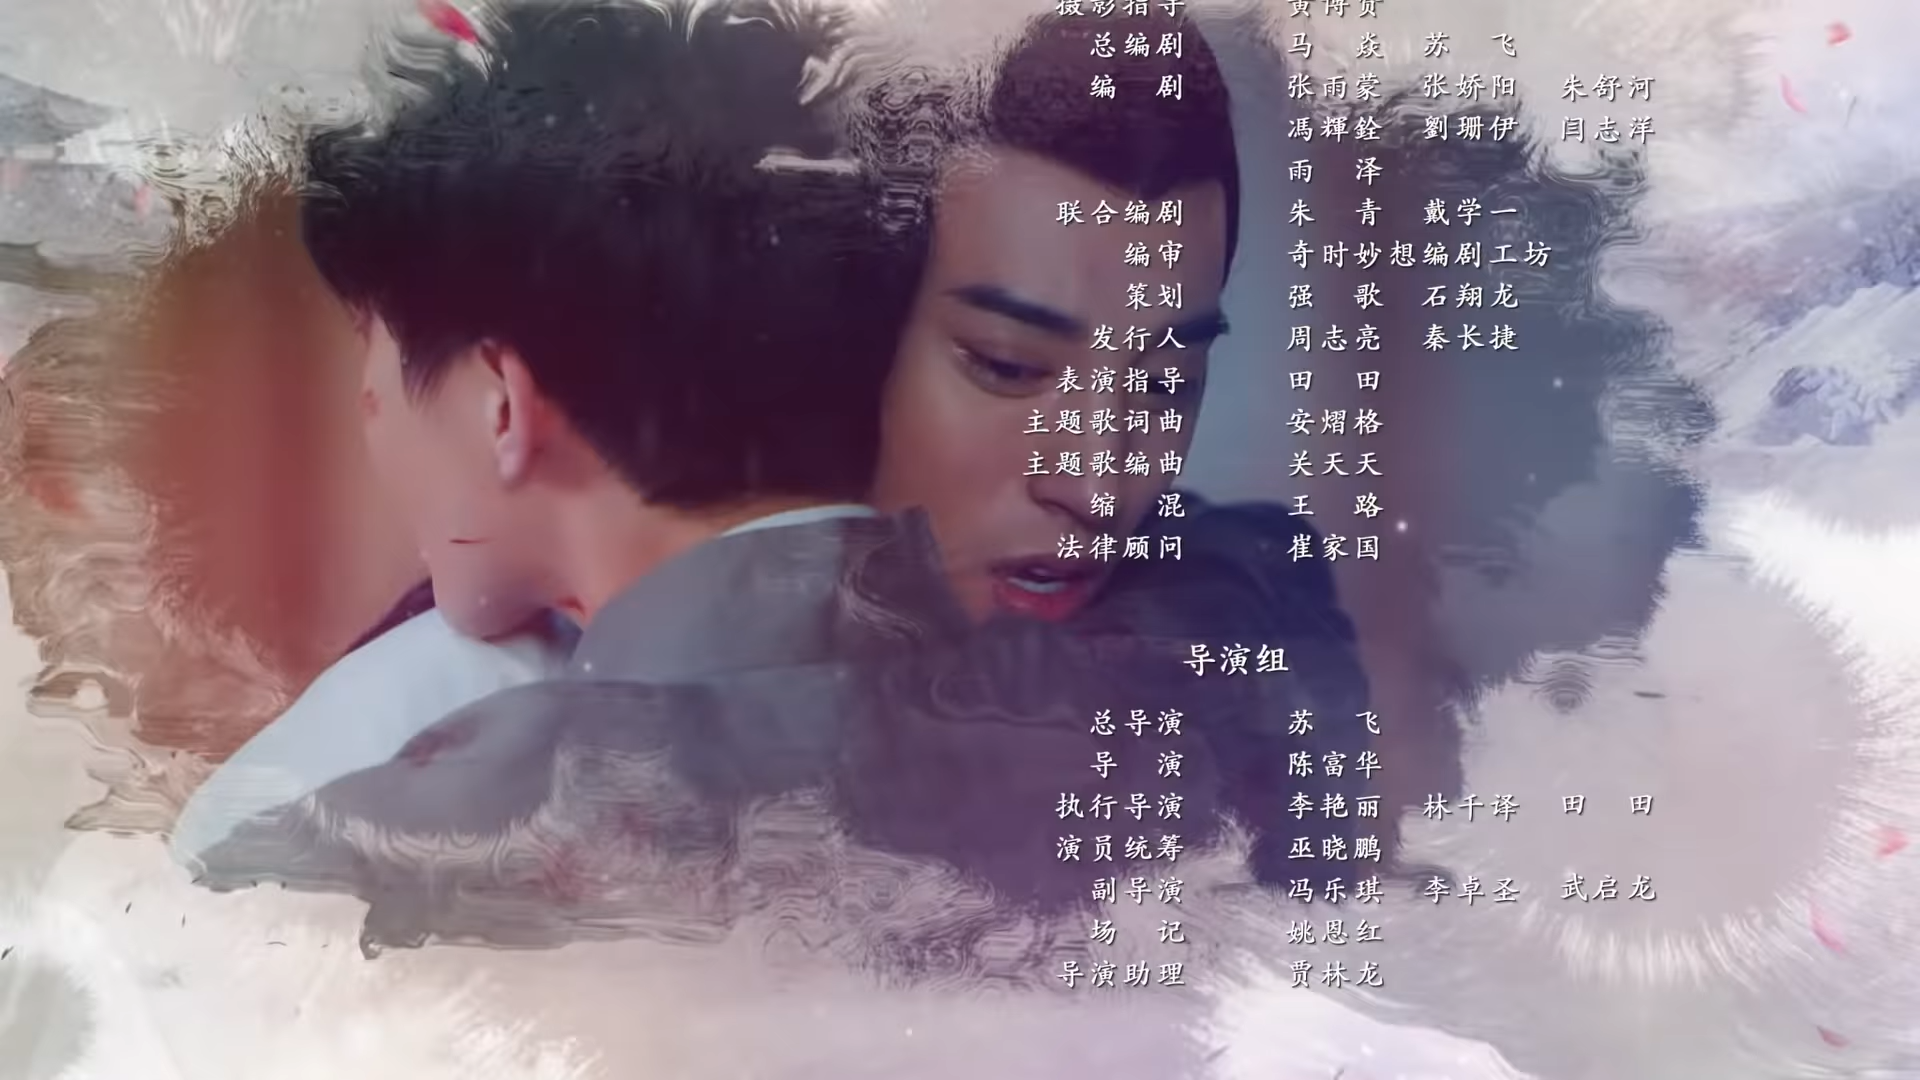 摄影指导 黄博贤
总编剧 马焱 苏飞
编剧 张雨蒙 张娇阳 朱舒河
馮輝銓 劉珊伊 闫志洋
雨泽
联合编剧 朱青 戴学一
编审 奇时妙想编剧工坊
策划 强歌 石翔龙
发行人 周志亮 秦长捷
表演指导 田田
主题歌词曲 安熠格
主题歌编曲 关天天
缩混 王路
法律顾问 崔家国
导演组
总导演 苏飞
导演 陈富华
执行导演 李艳丽 林千译 田田
演员统筹 巫晓鹏
副导演 冯乐琪 李卓圣 武启龙
场记 姚恩红
导演助理 贾林龙